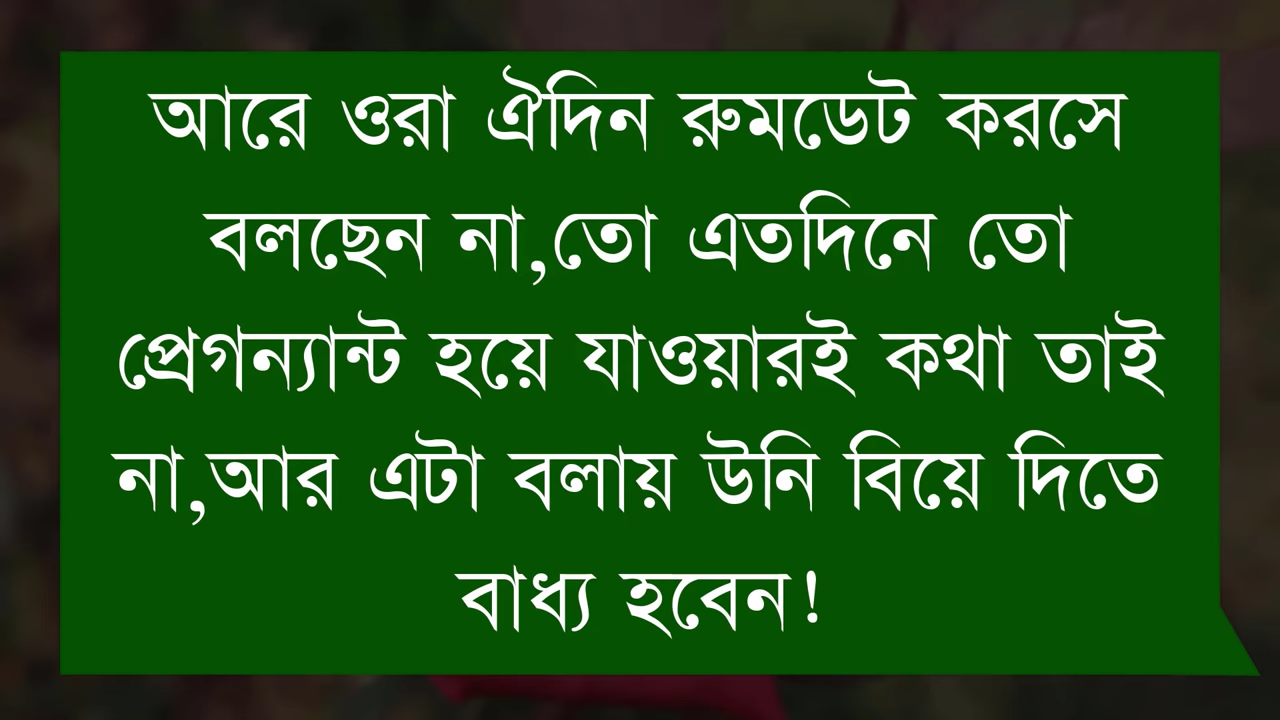 আরে ওরা ঐদিন রুমডেট করসে
বলছেন না,তো এতদিনে তো
প্রেগন্যান্ট হয়ে যাওয়ারই কথা তাই
না,আর এটা বলায় উনি বিয়ে দিতে
বাধ্য হবেন!